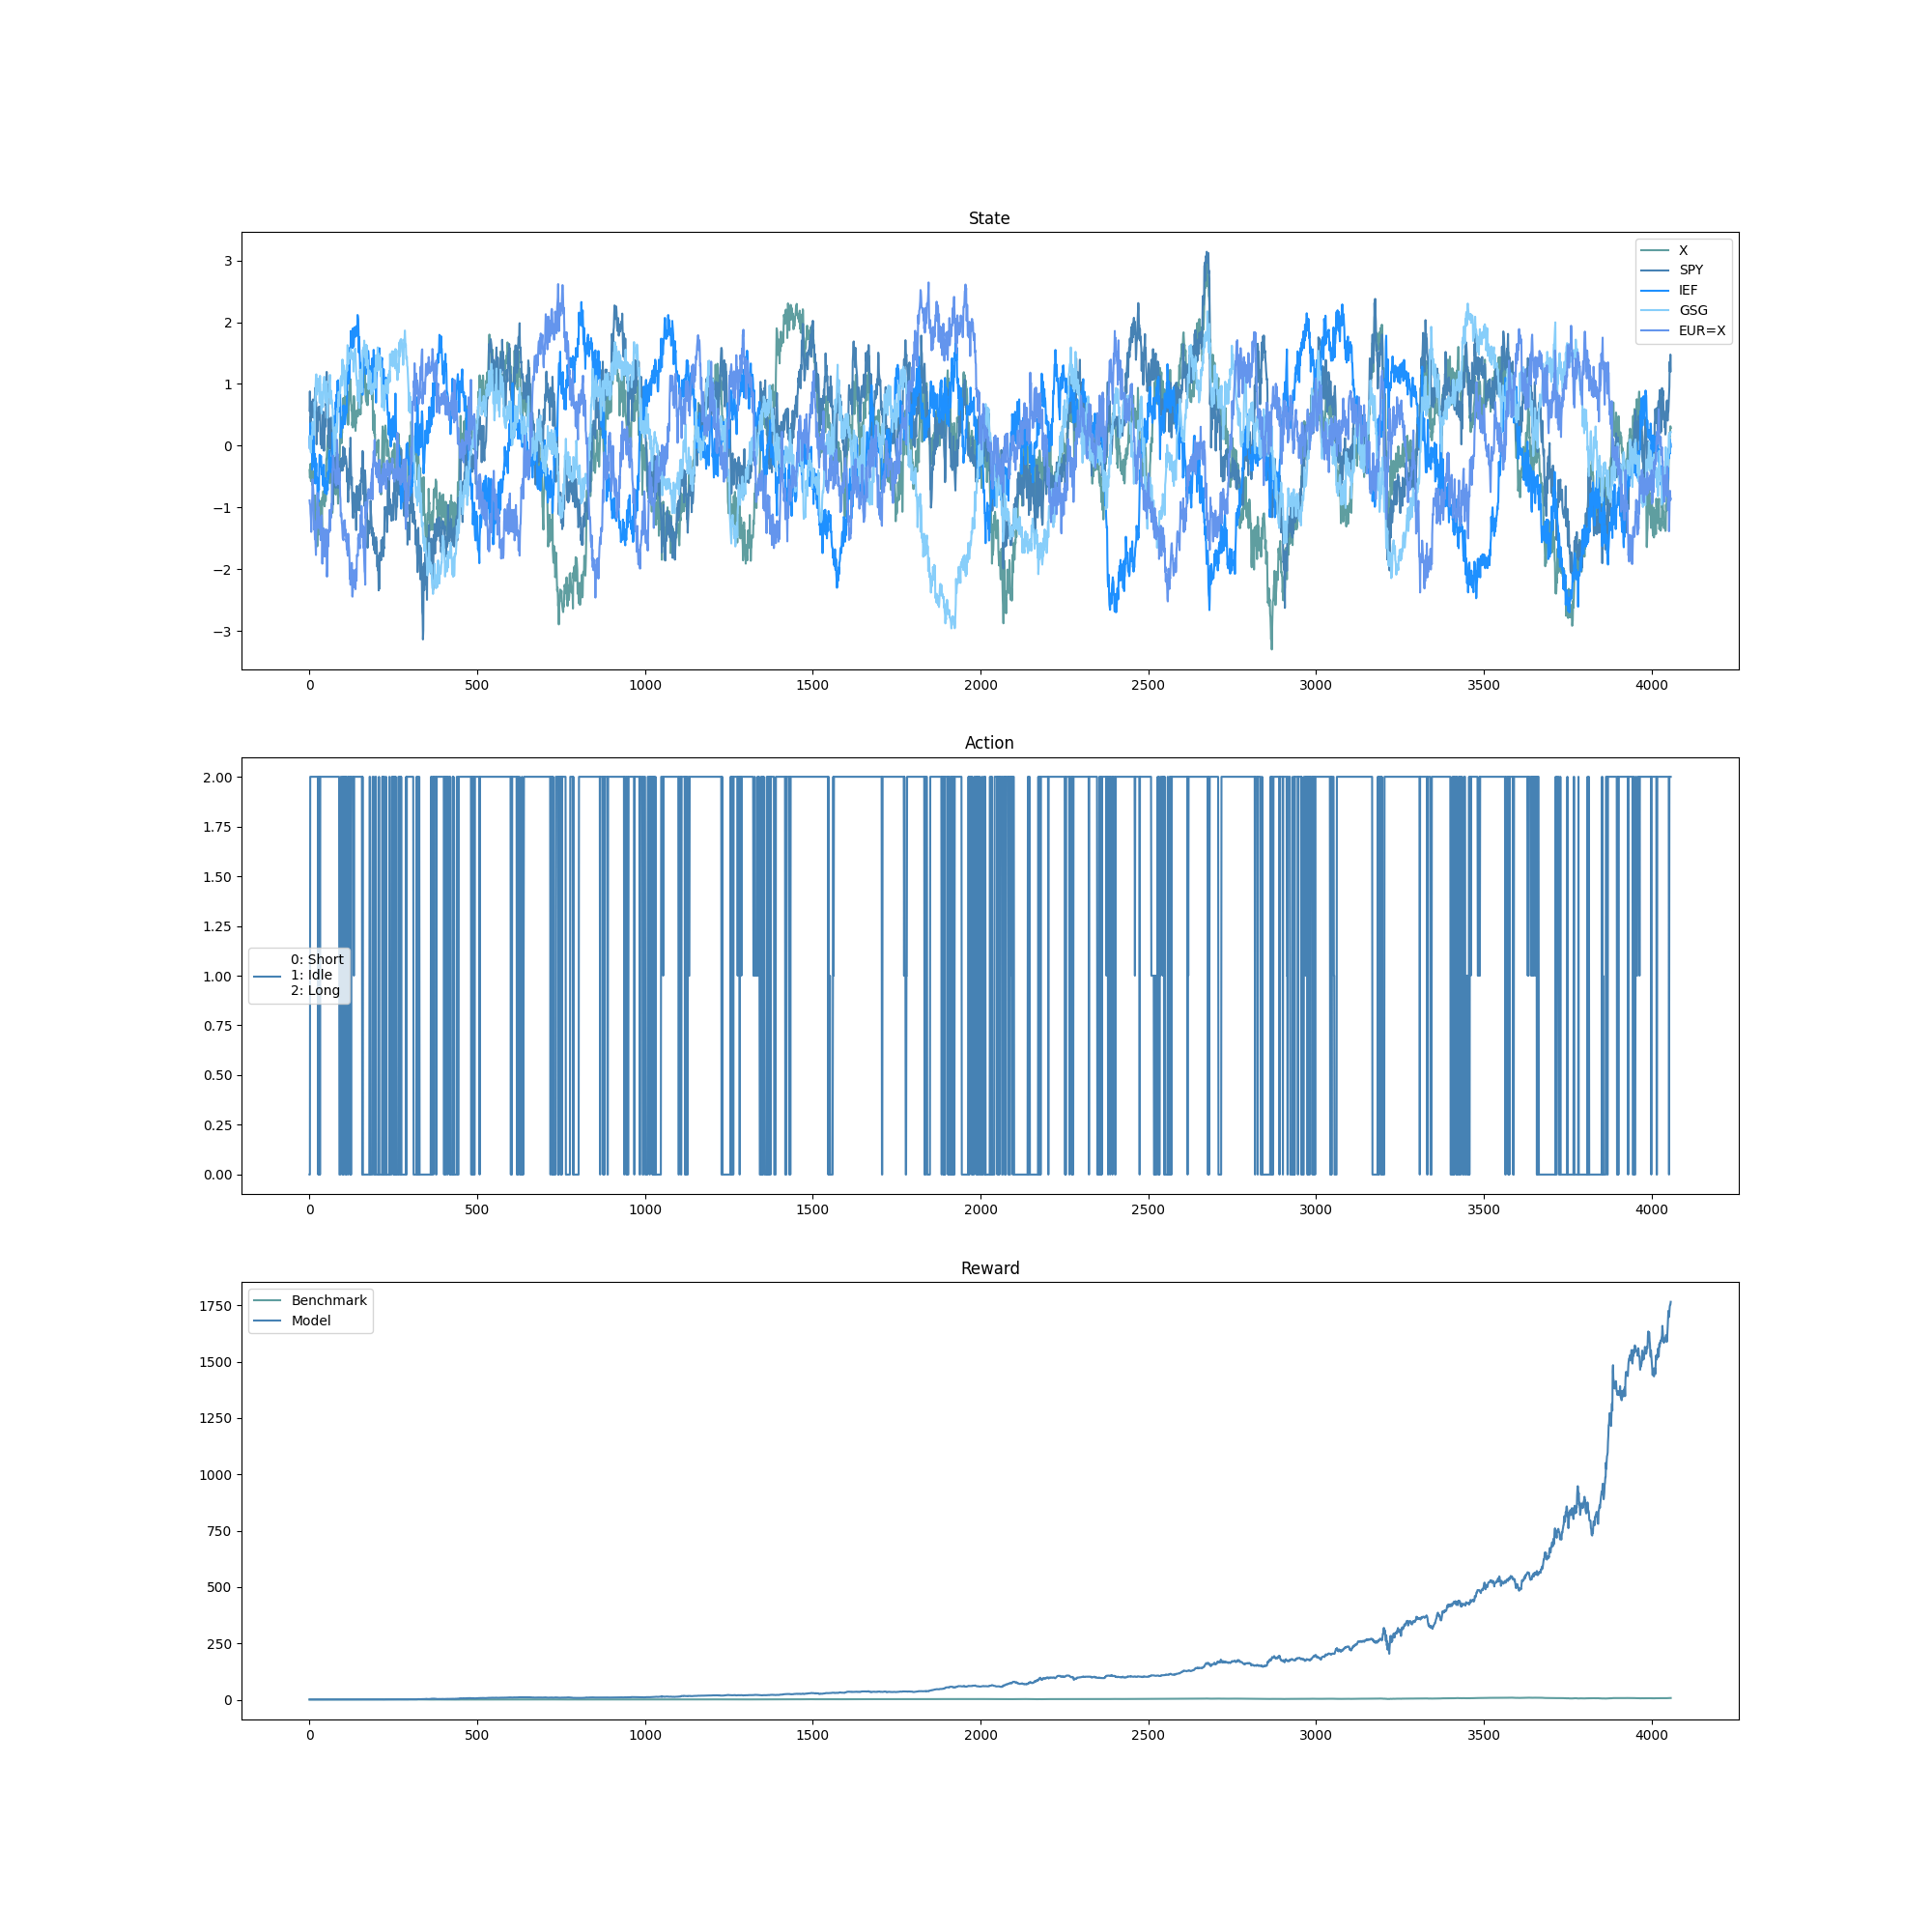 State
3
2
1
0
−1
−2
−3
X
SPY
IEF
GSG
EUR=X
0 500 1000 1500 2000 2500 3000 3500 4000
Action
2.00
1.75
1.50
1.25
1.00
0.75
0.50
0.25
0.00
0: Short
1: Idle
2: Long
0 500 1000 1500 2000 2500 3000 3500 4000
Reward
1750
1500
1250
1000
750
500
250
0
Benchmark
Model
0 500 1000 1500 2000 2500 3000 3500 4000